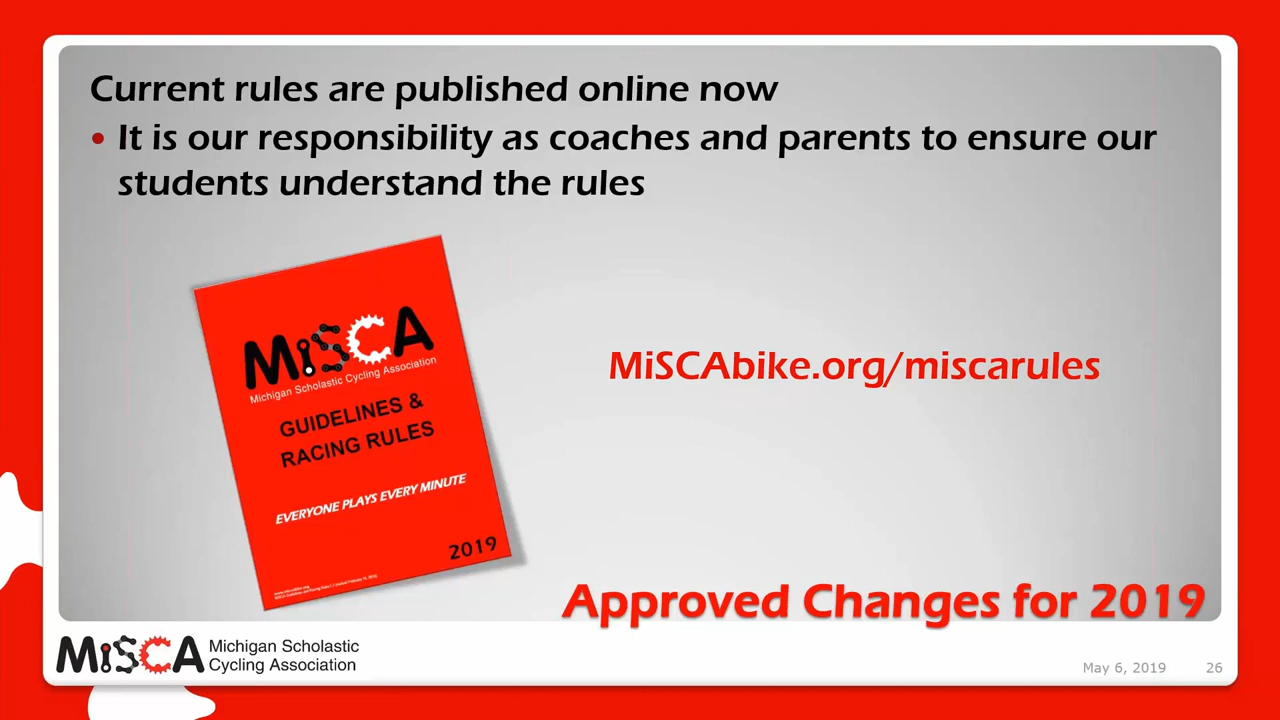 Current rules are published online now
• It is our responsibility as coaches and parents to ensure our
students understand the rules
MiSCA
Michigan Scholastic Cycling Association
GUIDELINES &
RACING RULES
EVERYONE PLAYS EVERY MINUTE
2019
MiSCAbike.org/miscarules
Approved Changes for 2019
MiSCA
Michigan Scholastic
Cycling Association
May 6, 2019
26